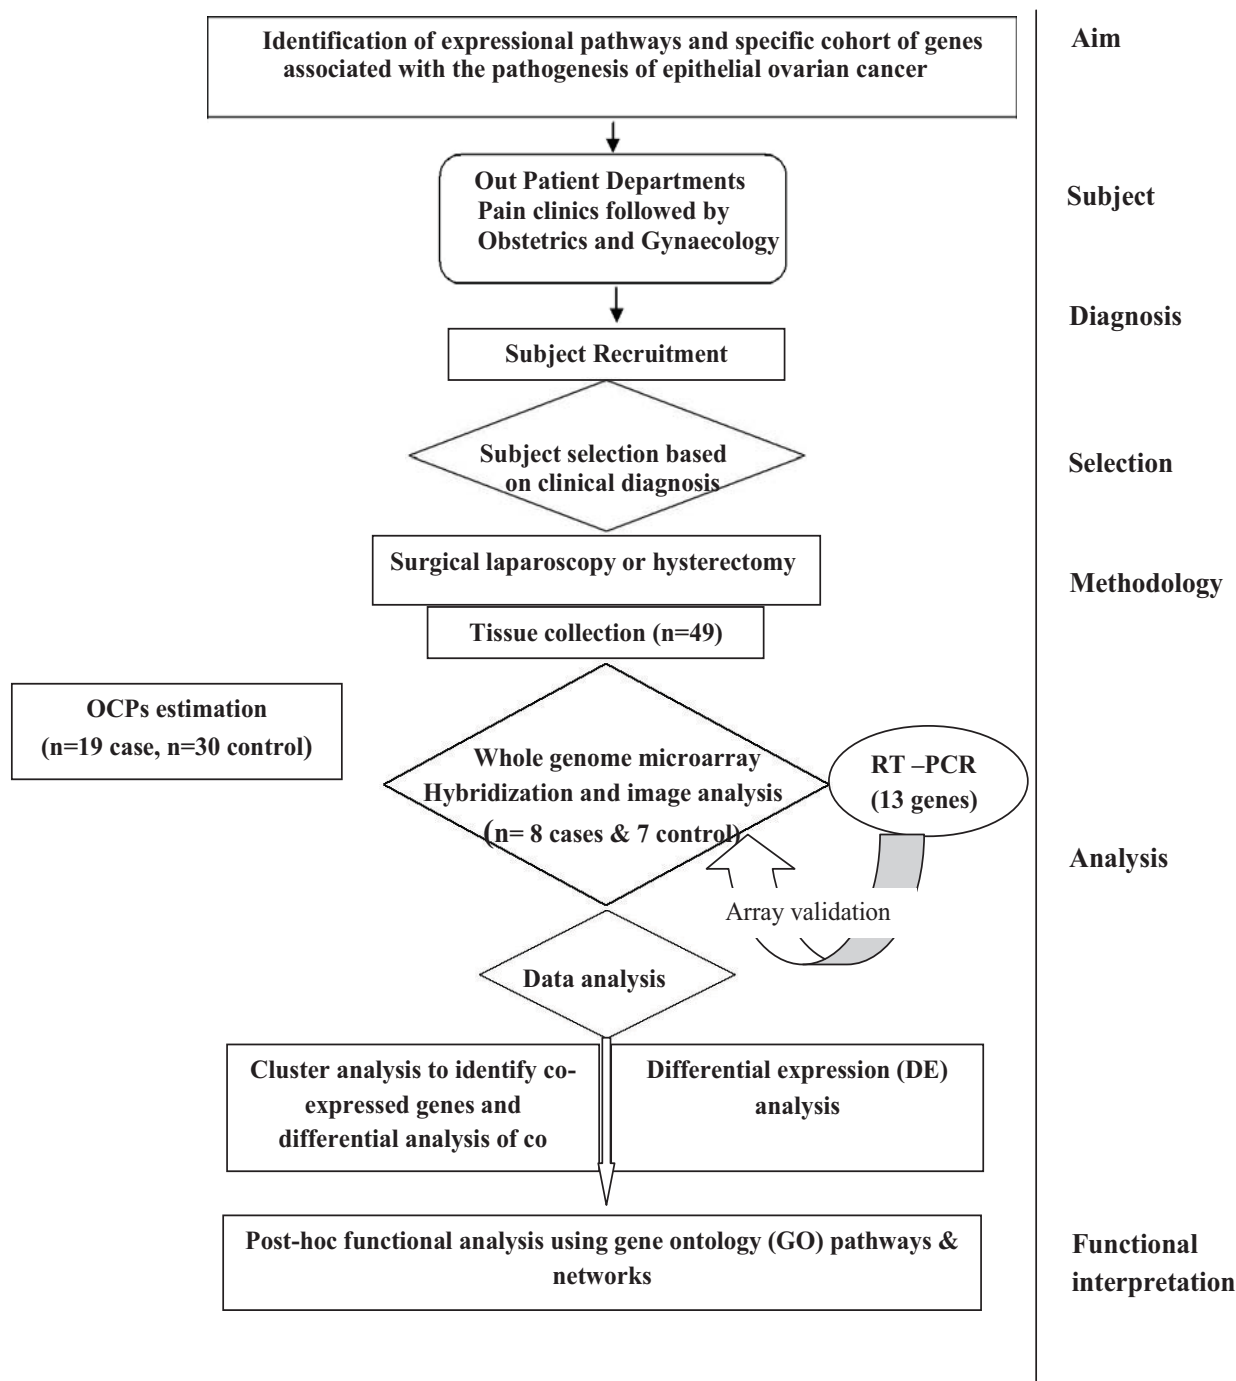 Identification of expressional pathways and specific cohort of genes
associated with the pathogenesis of epithelial ovarian cancer
Aim
Out Patient Departments
Pain clinics followed by
Obstetrics and Gynaecology
Subject
Diagnosis
Subject Recruitment
Subject selection based
on clinical diagnosis
Selection
Surgical laparoscopy or hysterectomy
Methodology
Tissue collection (n=49)
OCPs estimation
(n=19 case, n=30 control)
Whole genome microarray
Hybridization and image analysis
(n= 8 cases & 7 control)
RT –PCR
(13 genes)
Array validation
Analysis
Data analysis
Cluster analysis to identify co-
expressed genes and
differential analysis of co
Differential expression (DE)
analysis
Post-hoc functional analysis using gene ontology (GO) pathways &
networks
Functional
interpretation